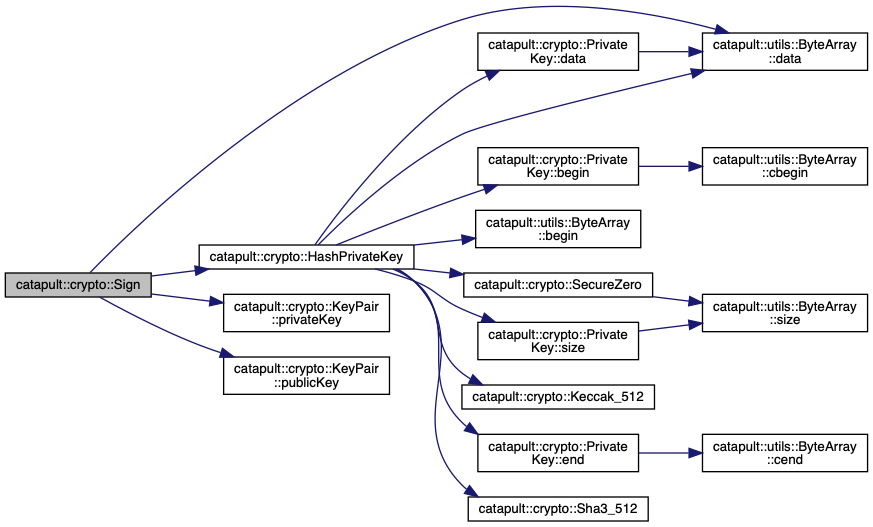 catapult::crypto::Sign
catapult::crypto::HashPrivateKey
catapult::crypto::KeyPair
::privateKey
catapult::crypto::KeyPair
::publicKey
catapult::crypto::Private
Key::data
catapult::crypto::Private
Key::begin
catapult::utils::ByteArray
::begin
catapult::crypto::SecureZero
catapult::crypto::Private
Key::size
catapult::crypto::Keccak_512
catapult::crypto::Private
Key::end
catapult::crypto::Sha3_512
catapult::utils::ByteArray
::data
catapult::utils::ByteArray
::cbegin
catapult::utils::ByteArray
::size
catapult::utils::ByteArray
::cend